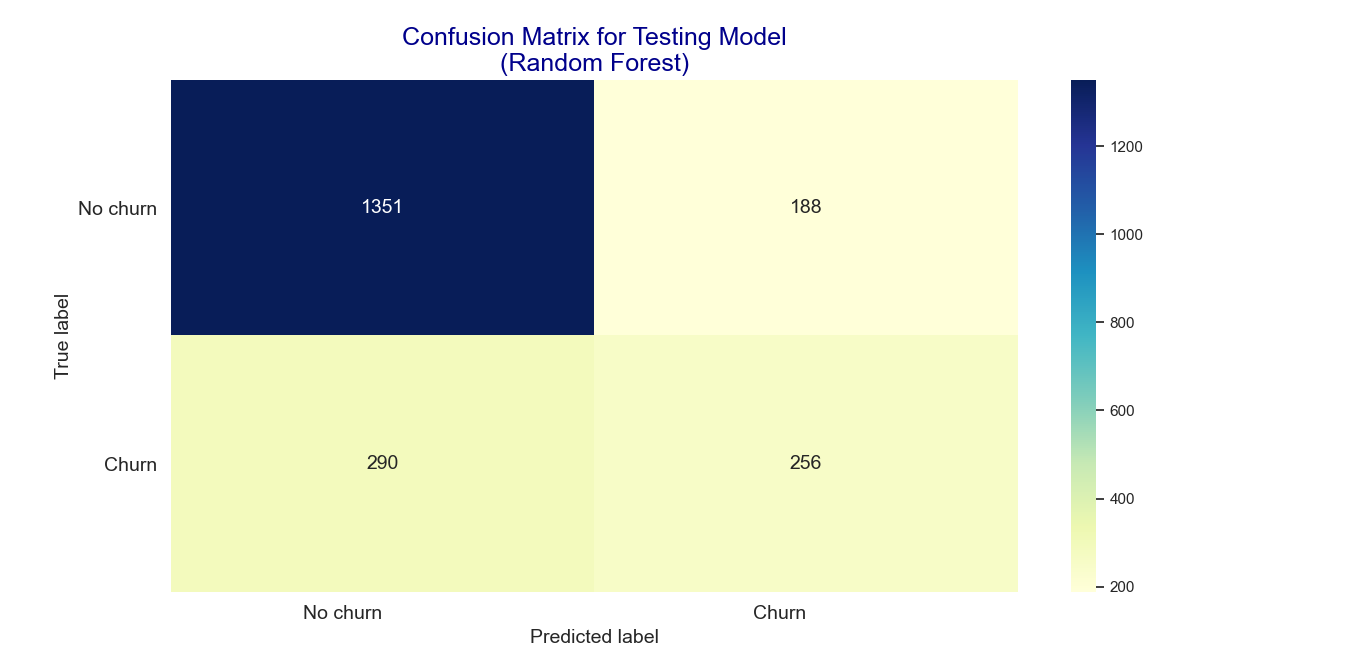 Confusion Matrix for Testing Model
(Random Forest)
No churn
1351
188
Churn
290
256
True label
No churn
Churn
Predicted label
1200
1000
800
600
400
200